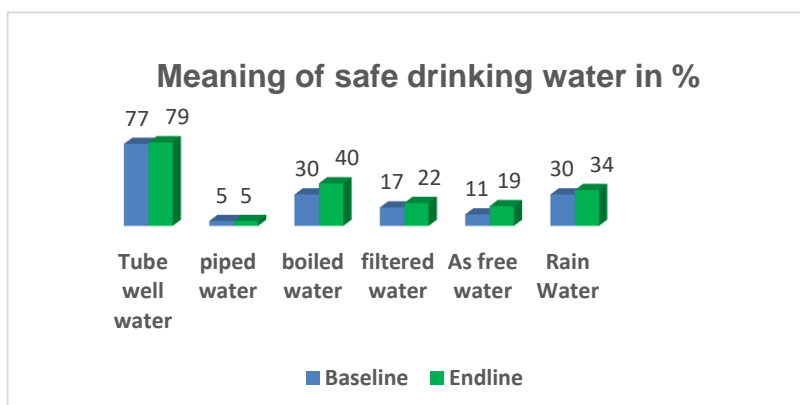 Meaning of safe drinking water in %
77 79
5 5
30 40
17 22
11 19
30 34
Tube well water
piped water
boiled water
filtered water
As free water
Rain Water
Baseline Endline